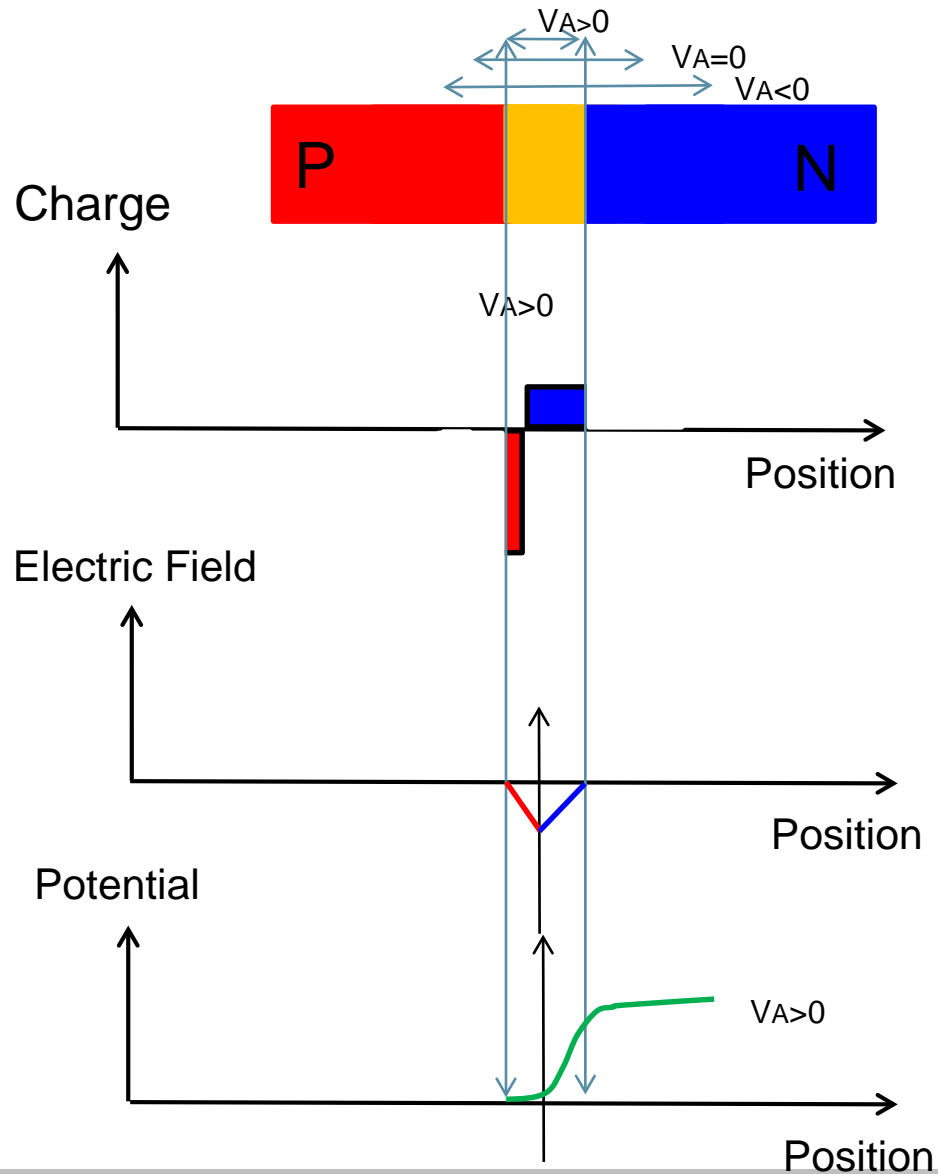 VA>0
VA=0
VA<0
P
N
Charge
VA>0
Position
Electric Field
Position
Potential
VA>0
Position